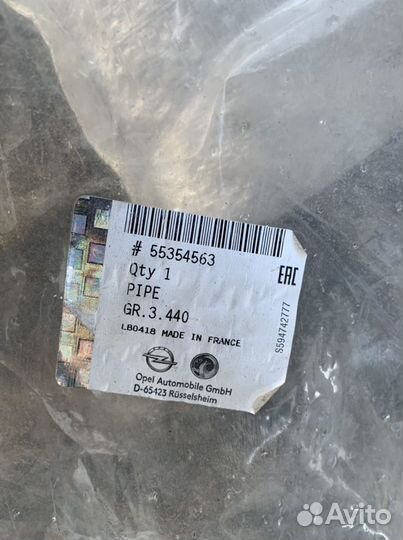 # 55354563
Qty 1
PIPE
GR.3.440
LB0418 MADE IN FRANCE
Opel Automobile GmbH
D-65423 Rüsselsheim
EAC
S594742777
Avito